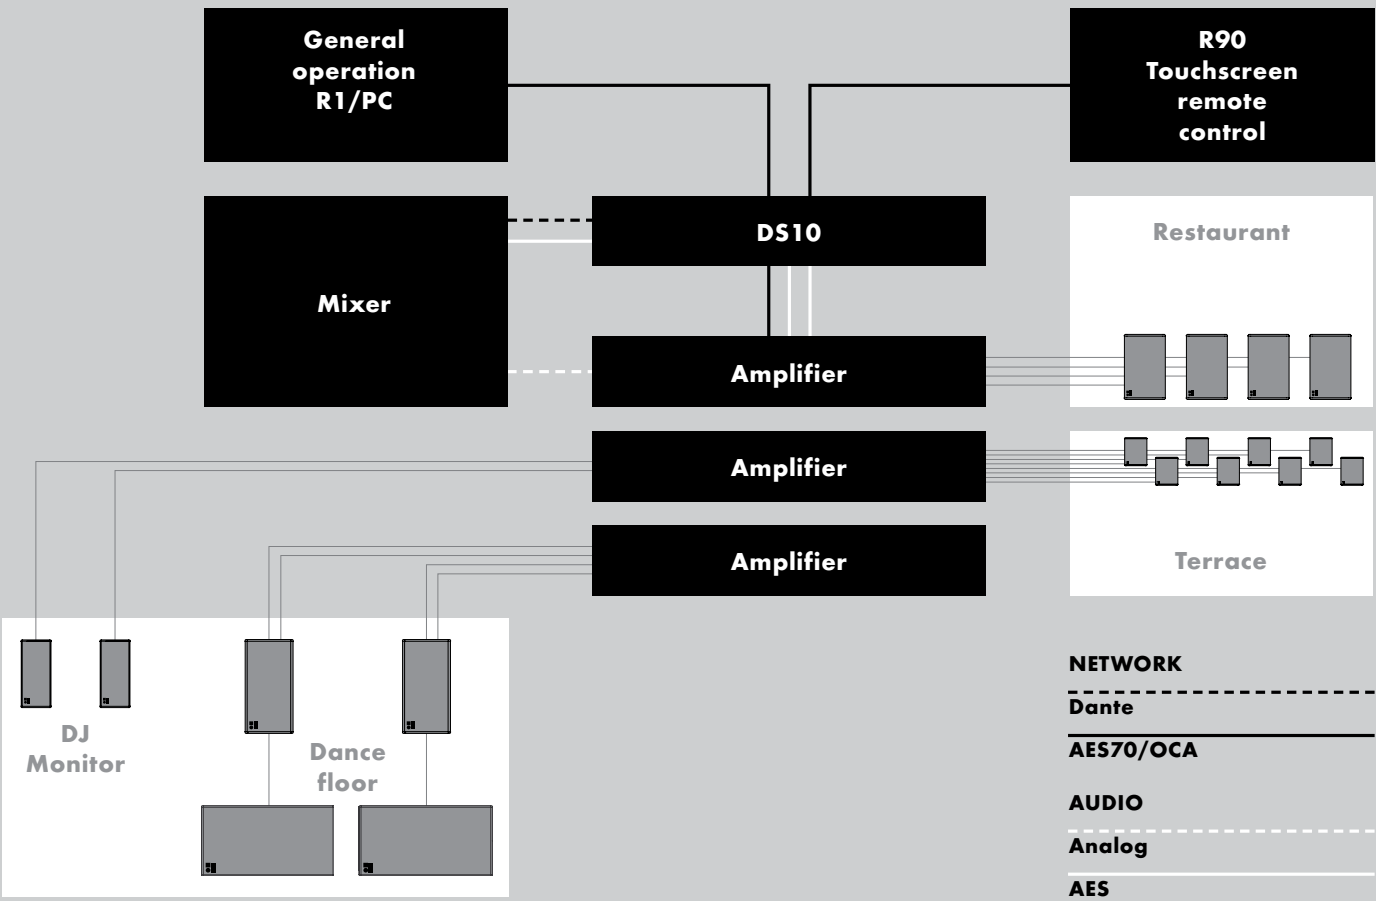 General
operation
R1/PC
R90
Touchscreen
remote
control
Mixer
DS10
Restaurant
Amplifier
Amplifier
Amplifier
Terrace
DJ
Monitor
Dance
floor
NETWORK
Dante
AES70/OCA
AUDIO
Analog
AES